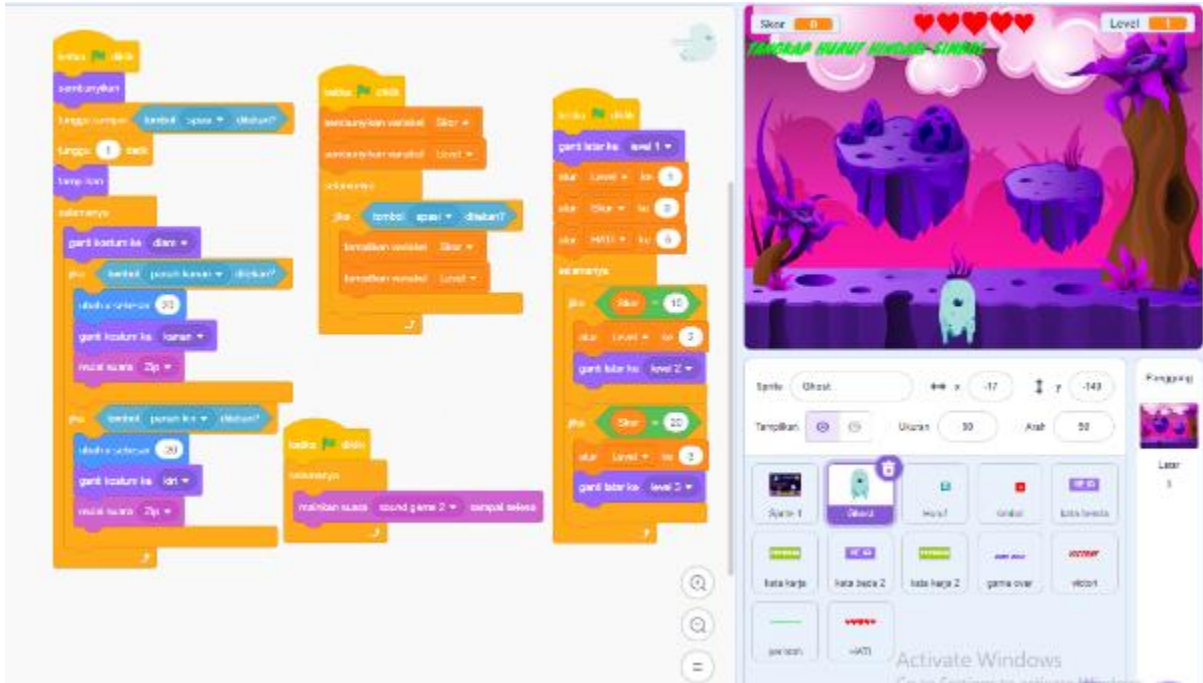 ketika diklik
sembunyikan
tunggu sampai tombol spasi ditekan?
tunggu 1 detik
tampilkan
selamanya
ganti kostum ke diam
jika tombol panah kanan ditekan?
ubah x sebesar 20
ganti kostum ke kanan
mulai suara Zip
jika tombol panah kiri ditekan?
ubah x sebesar -20
ganti kostum ke kiri
mulai suara Zip
ketika diklik
sembunyikan variabel Skor
sembunyikan variabel Level
selamanya
jika tombol spasi ditekan?
tampilkan variabel Skor
tampilkan variabel Level
ketika diklik
selamanya
mainkan suara sound game 2 sampai selesai
ketika diklik
ganti latar ke level 1
atur Level ke 1
atur Skor ke 0
atur HATI ke
selamanya
jika Skor = 10
atur Level ke 2
ganti latar ke level 2
jika Skor = 20
atur Level ke 3
ganti latar ke level 3
Skor 0
Level 1
TANGKAP HURUF HINDARI SIMBOL
Sprite Ghost x -17 y -143
Tampilkan Ukuran Arah 90
Panggung
Latar
Sprite 1
Ghost
Huruf
simbol
kata benda
kata kerja
kata kerja 2
game over
HATI
Activate Windows